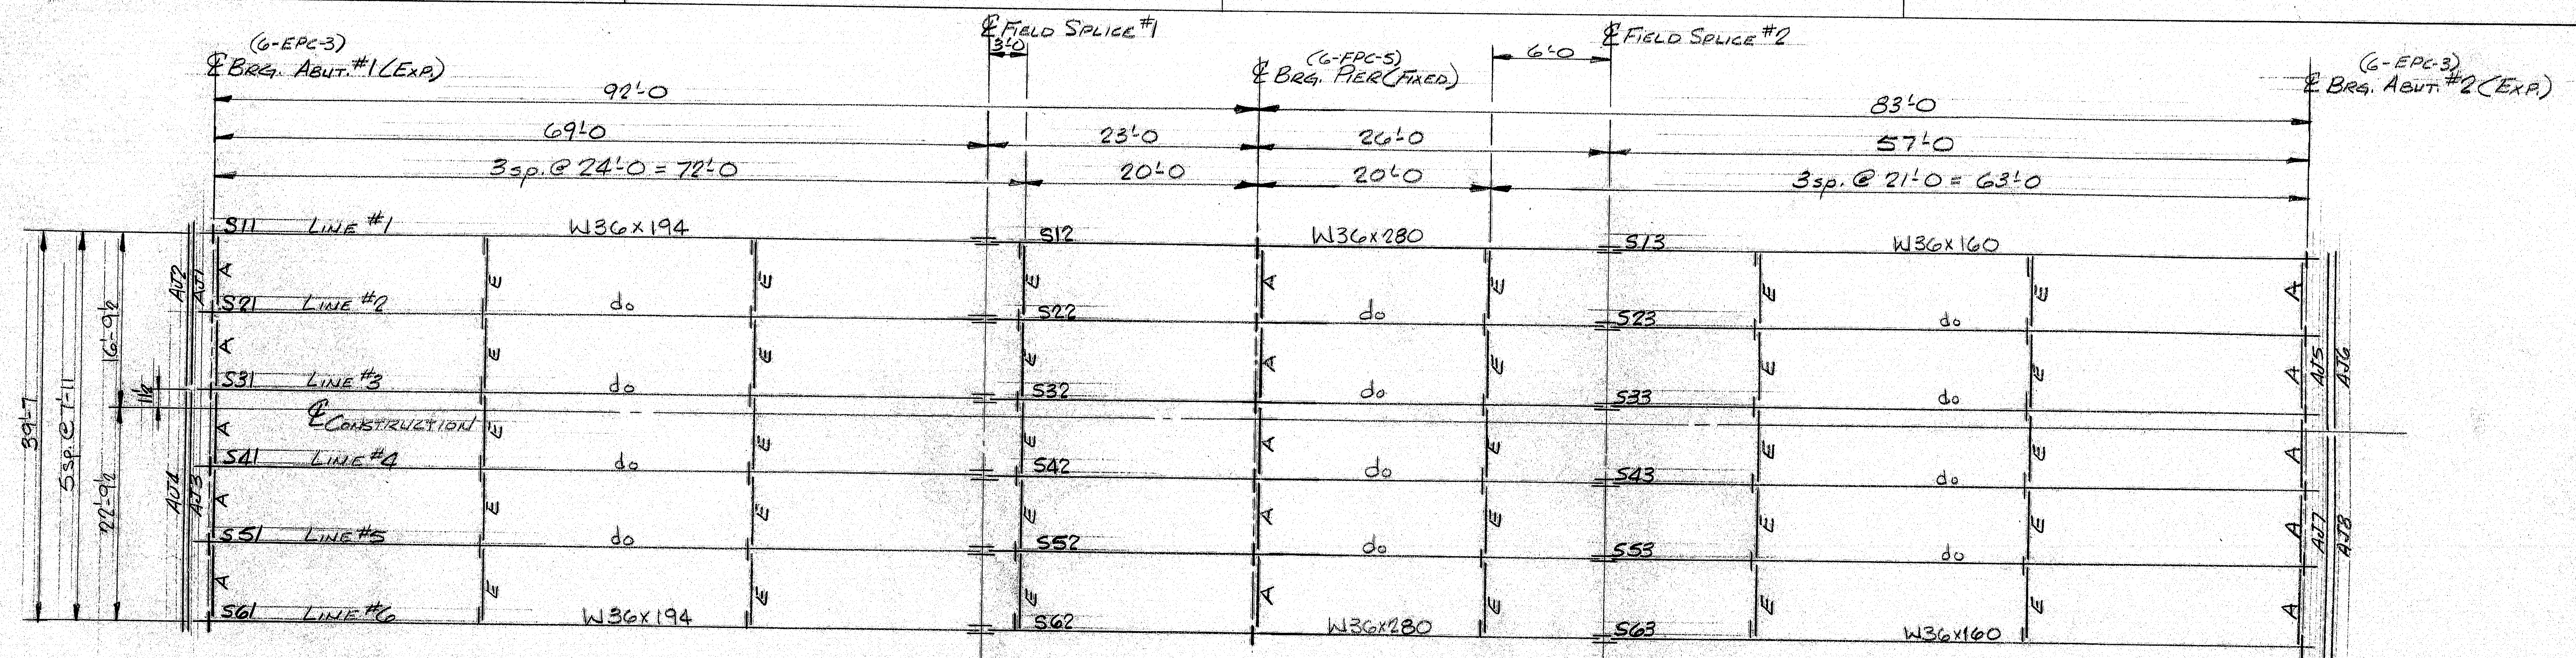 ℄ FIELD SPLICE #1
3'-0
℄ FIELD SPLICE #2
6'-0
(6-EPC-3)
℄ BRG. ABUT. #1 (EXP.)
(6-FPC-5)
℄ BRG. PIER (FIXED)
(6-EPC-3)
℄ BRG. ABUT. #2 (EXP.)
92'-0
83'-0
69'-0
23'-0
26'-0
57'-0
3 sp. @ 24'-0 = 72'-0
20'-0
20'-0
3 sp. @ 21'-0 = 63'-0
S11 LINE #1 W36x194 S12 W36x280 S13 W36x160
A E E E A E E E A
AJ2 AJ1
S21 LINE #2 do S22 do S23 do
A E E E A E E E A
16'-9½
AJ5 AJ6
S31 LINE #3 do S32 do S33 do
11½
℄ CONSTRUCTION
39'-7
5 sp. @ 7'-11
A E E E A E E E A
S41 LINE #4 do S42 do S43 do
22'-9½
AJ4 AJ3
A E E E A E E E A
AJ7 AJ8
S51 LINE #5 do S52 do S53 do
A E E E A E E E A
S61 LINE #6 W36x194 S62 W36x280 S63 W36x160